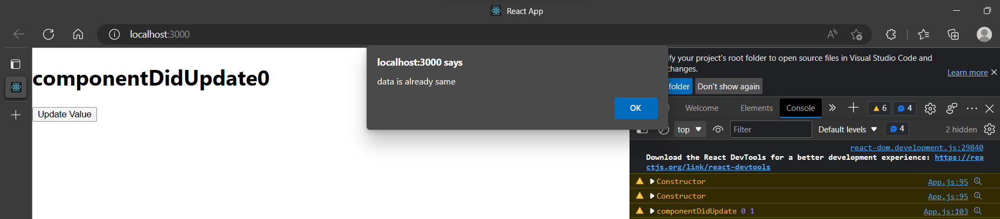 React App
localhost:3000
localhost:3000 says
data is already same
OK
componentDidUpdate0
Update Value
ify your project's root folder to open source files in Visual Studio Code and
changes.
Learn more
folder
Don't show again
Welcome
Elements
Console
6
4
top
Filter
Default levels
4
2 hidden
react-dom.development.js:29840
Download the React DevTools for a better development experience: https://rea
ctjs.org/link/react-devtools
Constructor
App.js:95
Constructor
App.js:95
componentDidUpdate 0 1
App.js:103